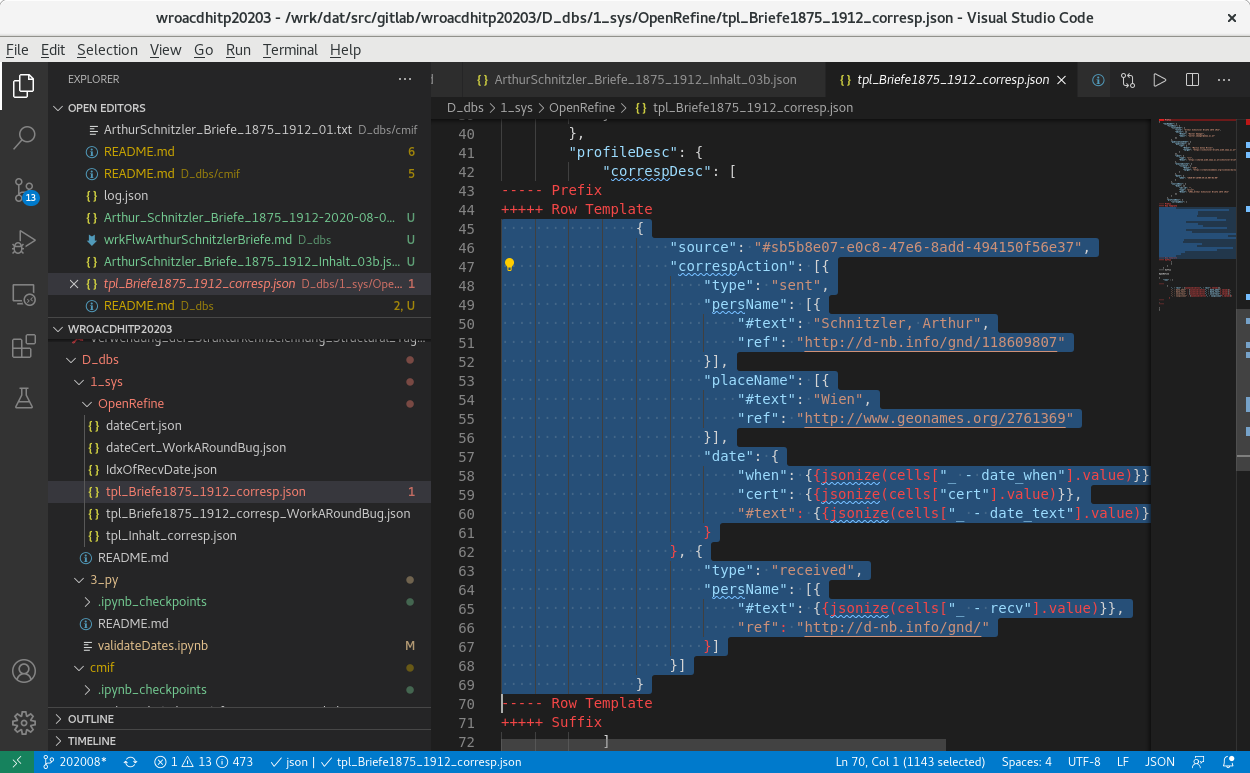 wroacdhitp20203 - /wrk/dat/src/gitlab/wroacdhitp20203/D_dbs/1_sys/OpenRefine/tpl_Briefe1875_1912_corresp.json - Visual Studio Code
File Edit Selection View Go Run Terminal Help
EXPLORER
OPEN EDITORS
ArthurSchnitzler_Briefe_1875_1912_01.txt D_dbs/cmif
README.md 6
README.md D_dbs/cmif 5
log.json
Arthur_Schnitzler_Briefe_1875_1912-2020-08-0... U
wrkFlwArthurSchnitzlerBriefe.md D_dbs U
ArthurSchnitzler_Briefe_1875_1912_Inhalt_03b.js... U
tpl_Briefe1875_1912_corresp.json D_dbs/1_sys/Ope... 1
README.md D_dbs 2, U
WROACDHITP20203
D_dbs
1_sys
OpenRefine
dateCert.json
dateCert_WorkARoundBug.json
IdxOfRecvDate.json
tpl_Briefe1875_1912_corresp.json 1
tpl_Briefe1875_1912_corresp_WorkARoundBug.json
tpl_Inhalt_corresp.json
README.md
3_py
.ipynb_checkpoints
README.md
validateDates.ipynb M
cmif
.ipynb_checkpoints
OUTLINE
TIMELINE
ArthurSchnitzler_Briefe_1875_1912_Inhalt_03b.json
tpl_Briefe1875_1912_corresp.json
D_dbs > 1_sys > OpenRefine > {} tpl_Briefe1875_1912_corresp.json
40 },
41 "profileDesc": {
42 "correspDesc": [
43 ----- Prefix
44 +++++ Row Template
45 {
46 "source": "#sb5b8e07-e0c8-47e6-8add-494150f56e37",
47 "correspAction": [{
48 "type": "sent",
49 "persName": [{
50 "#text": "Schnitzler, Arthur",
51 "ref": "http://d-nb.info/gnd/118609807"
52 }],
53 "placeName": [{
54 "#text": "Wien",
55 "ref": "http://www.geonames.org/2761369"
56 }],
57 "date": {
58 "when": {{jsonize(cells["_ - date_when"].value)}}
59 "cert": {{jsonize(cells["cert"].value)}},
60 "#text": {{jsonize(cells["_ - date_text"].value)}
61 }
62 }, {
63 "type": "received",
64 "persName": [{
65 "#text": {{jsonize(cells["_ - recv"].value)}},
66 "ref": "http://d-nb.info/gnd/"
67 }]
68 }]
69 }
70 ----- Row Template
71 +++++ Suffix
72 ]
13
202008* 1 13 473 json | tpl_Briefe1875_1912_corresp.json Ln 70, Col 1 (1143 selected) Spaces: 4 UTF-8 LF JSON